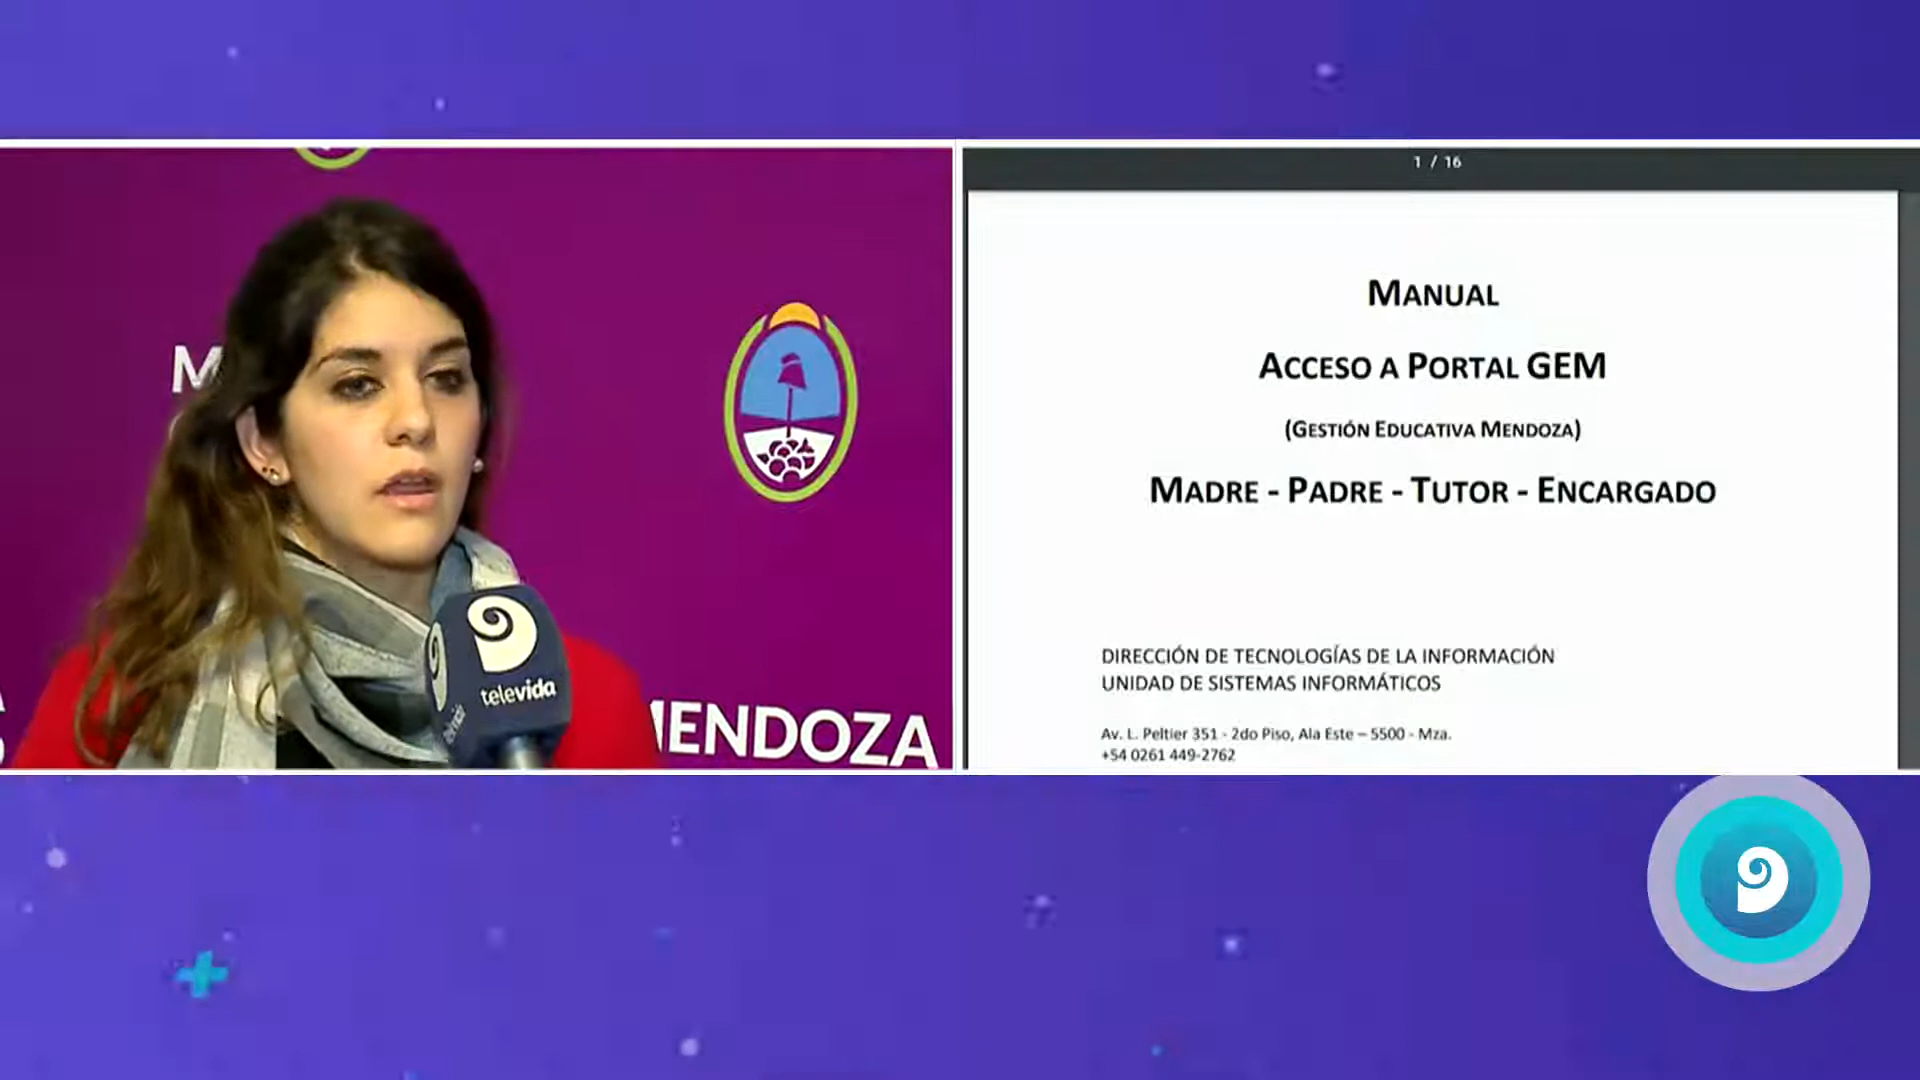 MENDOZA
televida
1 / 16
MANUAL
ACCESO A PORTAL GEM
(GESTIÓN EDUCATIVA MENDOZA)
MADRE - PADRE - TUTOR - ENCARGADO
DIRECCIÓN DE TECNOLOGÍAS DE LA INFORMACIÓN
UNIDAD DE SISTEMAS INFORMÁTICOS
Av. L. Peltier 351 - 2do Piso, Ala Este – 5500 - Mza.
+54 0261 449-2762